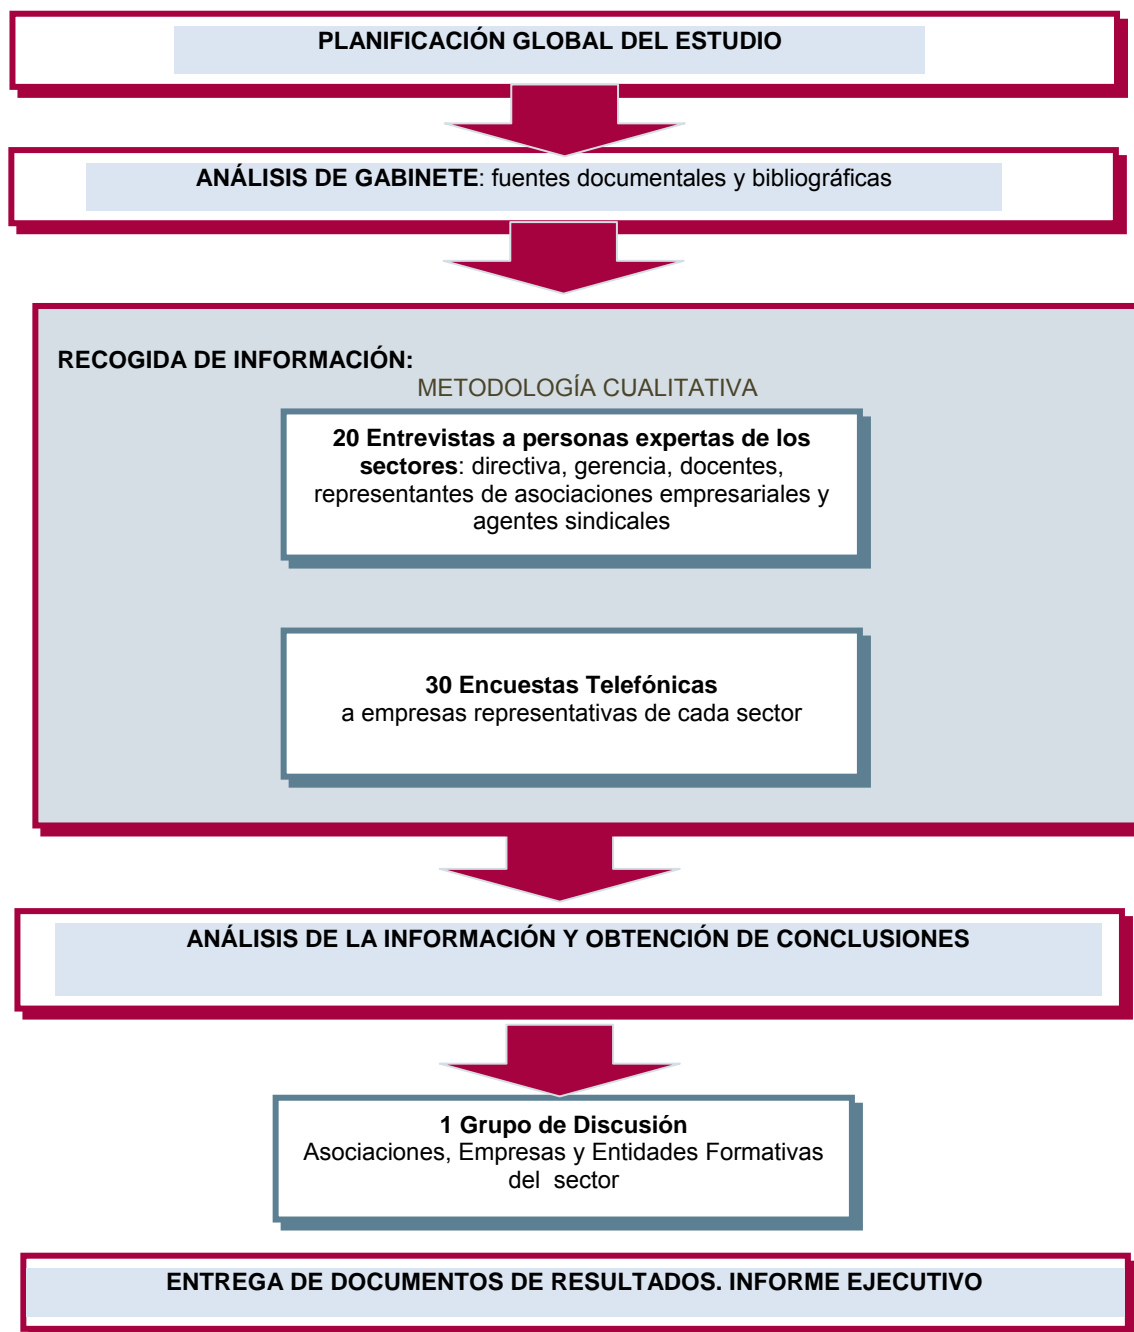 PLANIFICACIÓN GLOBAL DEL ESTUDIO
ANÁLISIS DE GABINETE: fuentes documentales y bibliográficas
RECOGIDA DE INFORMACIÓN:
METODOLOGÍA CUALITATIVA
20 Entrevistas a personas expertas de los
sectores: directiva, gerencia, docentes,
representantes de asociaciones empresariales y
agentes sindicales
30 Encuestas Telefónicas
a empresas representativas de cada sector
ANÁLISIS DE LA INFORMACIÓN Y OBTENCIÓN DE CONCLUSIONES
1 Grupo de Discusión
Asociaciones, Empresas y Entidades Formativas
del sector
ENTREGA DE DOCUMENTOS DE RESULTADOS. INFORME EJECUTIVO